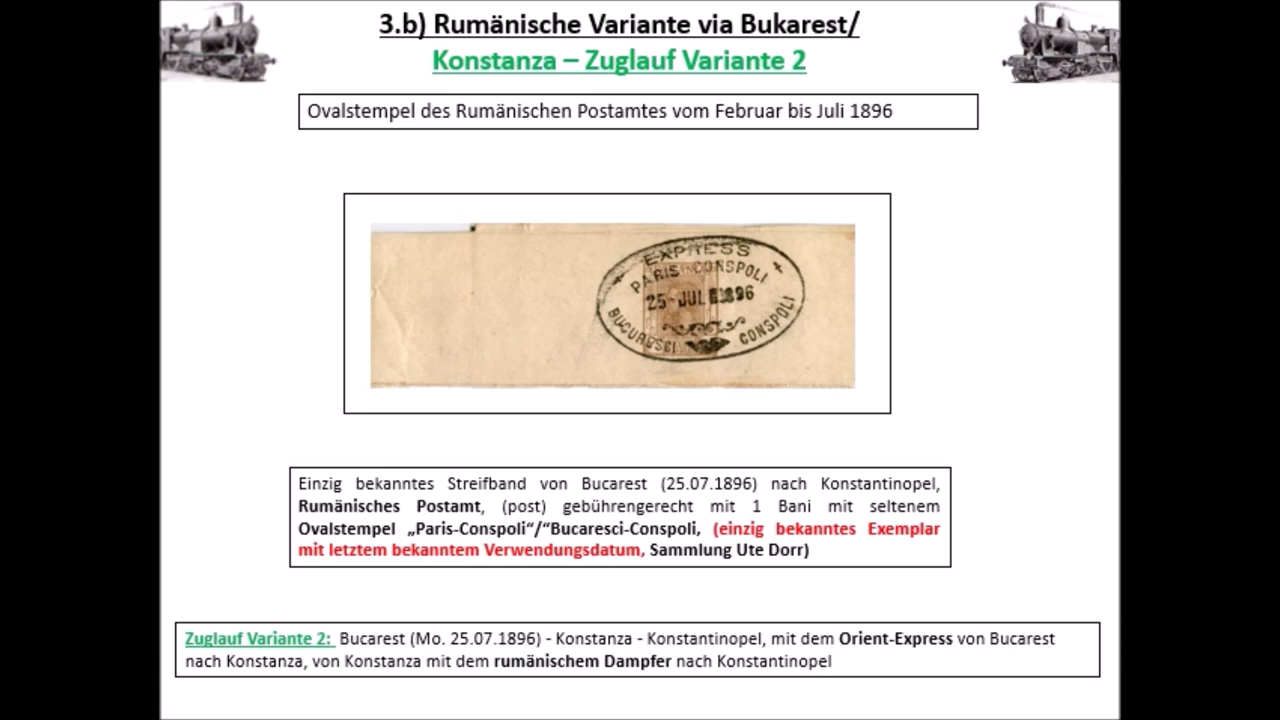 3.b) Rumänische Variante via Bukarest/
Konstanza – Zuglauf Variante 2
Ovalstempel des Rumänischen Postamtes vom Februar bis Juli 1896
EXPRESS
PARIS-CONSPOLI
25-JUL 1896
BUCURESCI CONSPOLI
Einzig bekanntes Streifband von Bucarest (25.07.1896) nach Konstantinopel,
Rumänisches Postamt, (post) gebührengerecht mit 1 Bani mit seltenem
Ovalstempel „Paris-Conspoli“/“Bucaresci-Conspoli, (einzig bekanntes Exemplar
mit letztem bekanntem Verwendungsdatum, Sammlung Ute Dorr)
Zuglauf Variante 2: Bucarest (Mo. 25.07.1896) - Konstanza - Konstantinopel, mit dem Orient-Express von Bucarest
nach Konstanza, von Konstanza mit dem rumänischem Dampfer nach Konstantinopel